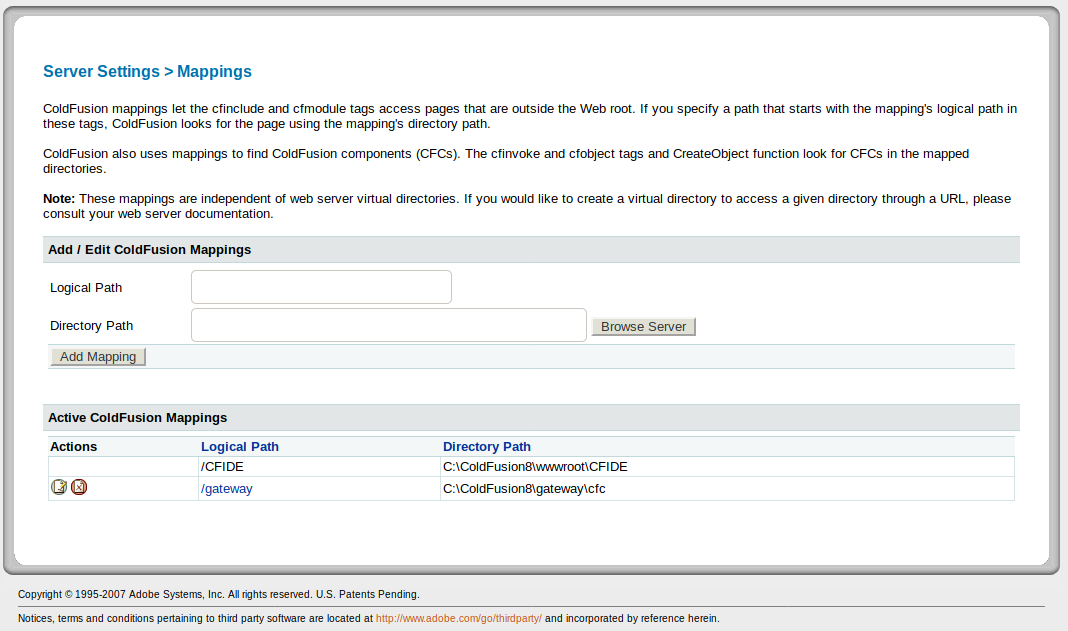 Server Settings > Mappings
ColdFusion mappings let the cfinclude and cfmodule tags access pages that are outside the Web root. If you specify a path that starts with the mapping's logical path in
these tags, ColdFusion looks for the page using the mapping's directory path.
ColdFusion also uses mappings to find ColdFusion components (CFCs). The cfinvoke and cfobject tags and CreateObject function look for CFCs in the mapped
directories.
Note: These mappings are independent of web server virtual directories. If you would like to create a virtual directory to access a given directory through a URL, please
consult your web server documentation.
Add / Edit ColdFusion Mappings
Logical Path
Directory Path Browse Server
Add Mapping
Active ColdFusion Mappings
Actions Logical Path Directory Path
/CFIDE C:\ColdFusion8\wwwroot\CFIDE
/gateway C:\ColdFusion8\gateway\cfc
Copyright © 1995-2007 Adobe Systems, Inc. All rights reserved. U.S. Patents Pending.
Notices, terms and conditions pertaining to third party software are located at http://www.adobe.com/go/thirdparty/ and incorporated by reference herein.